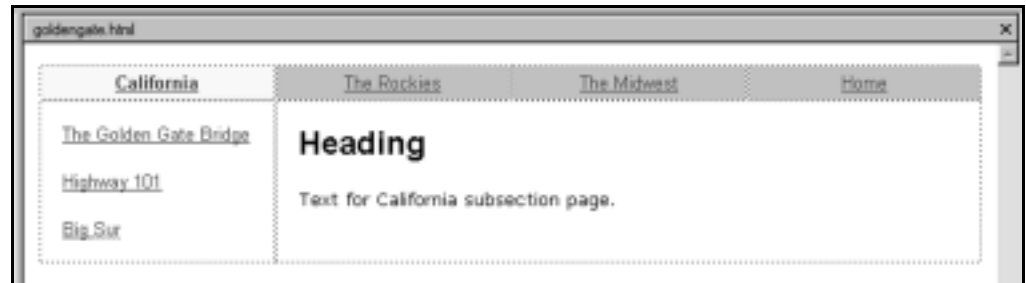 goldengate.html
California The Rockies The Midwest Home
The Golden Gate Bridge
Highway 101
Big Sur
Heading
Text for California subsection page.